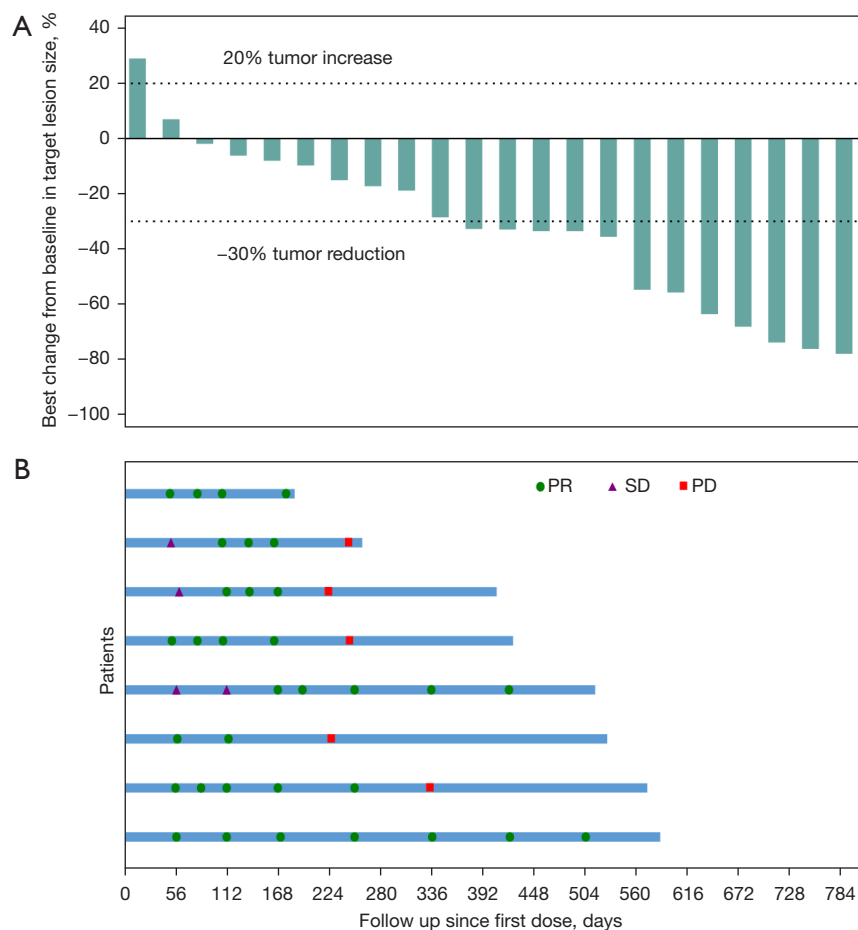 A
Best change from baseline in target lesion size, %
40
20
0
−20
−40
−60
−80
−100
20% tumor increase
−30% tumor reduction
B
PR
SD
PD
Patients
0
56
112
168
224
280
336
392
448
504
560
616
672
728
784
Follow up since first dose, days